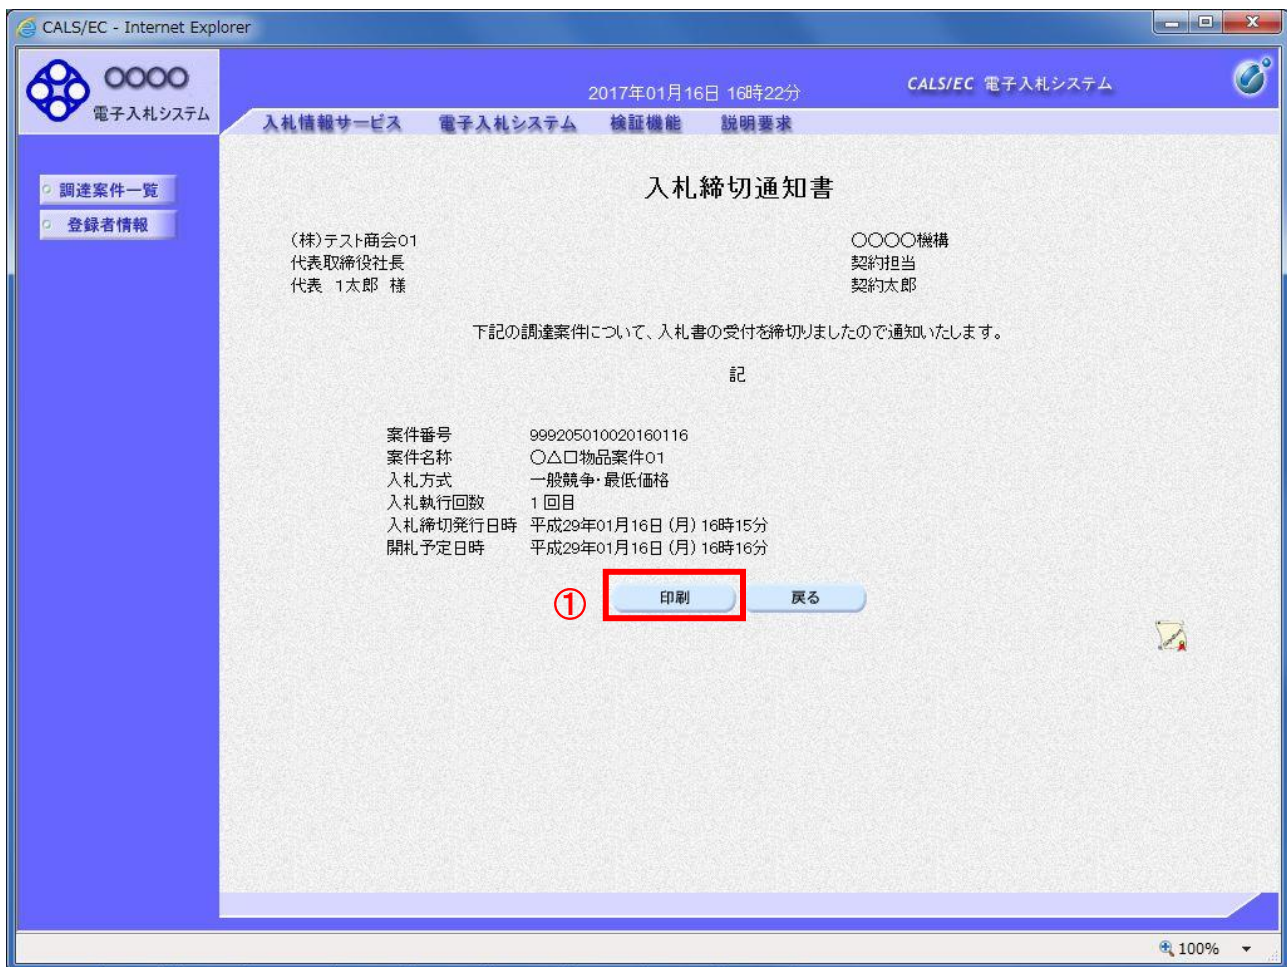 CALS/EC - Internet Explorer
〇〇〇〇
電子入札システム
2017年01月16日 16時22分
CALS/EC 電子入札システム
入札情報サービス 電子入札システム 検証機能 説明要求
調達案件一覧
登録者情報
入札締切通知書
(株)テスト商会01
代表取締役社長
代表 1太郎 様
〇〇〇〇機構
契約担当
契約太郎
下記の調達案件について、入札書の受付を締切りましたので通知いたします。
記
案件番号 999205010020160116
案件名称 〇△口物品案件01
入札方式 一般競争・最低価格
入札執行回数 1回目
入札締切発行日時 平成29年01月16日(月)16時15分
開札予定日時 平成29年01月16日(月)16時16分
① 印刷 戻る
100%